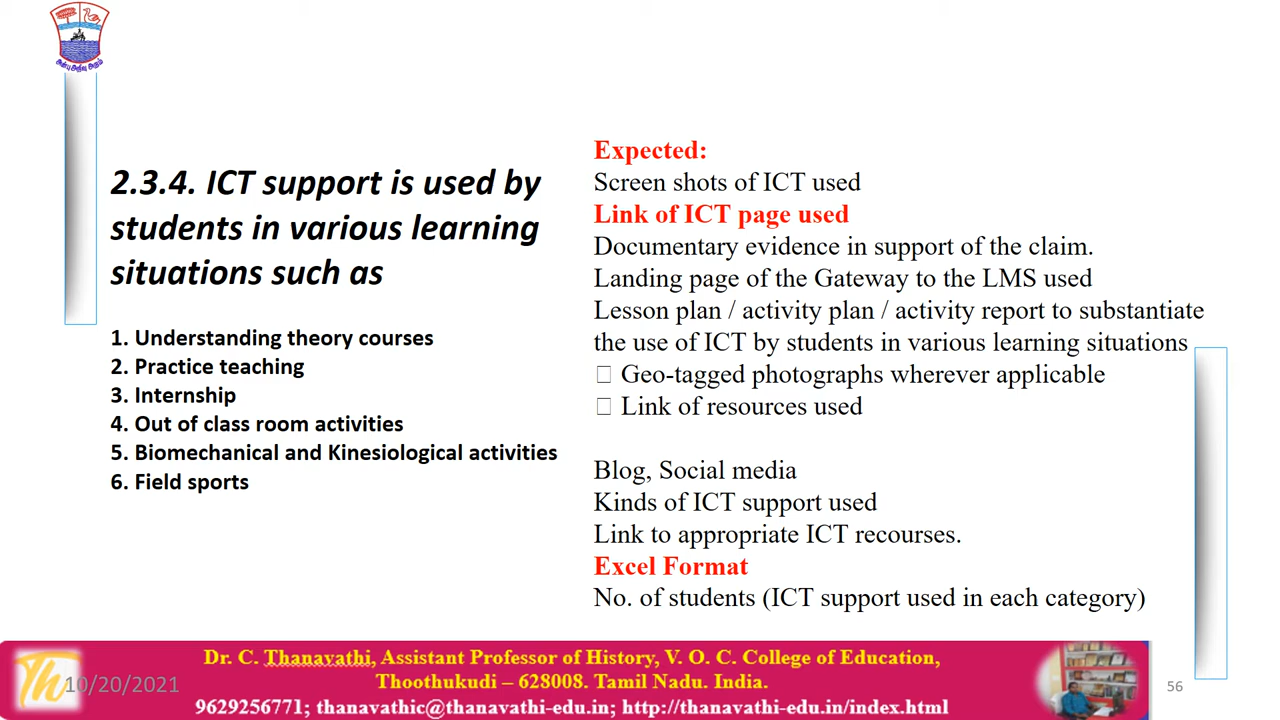 அன்பு அறிவு அறம்
2.3.4. ICT support is used by
students in various learning
situations such as
1. Understanding theory courses
2. Practice teaching
3. Internship
4. Out of class room activities
5. Biomechanical and Kinesiological activities
6. Field sports
Expected:
Screen shots of ICT used
Link of ICT page used
Documentary evidence in support of the claim.
Landing page of the Gateway to the LMS used
Lesson plan / activity plan / activity report to substantiate
the use of ICT by students in various learning situations
Geo-tagged photographs wherever applicable
Link of resources used
Blog, Social media
Kinds of ICT support used
Link to appropriate ICT recourses.
Excel Format
No. of students (ICT support used in each category)
Th
10/20/2021
Dr. C. Thanavathi, Assistant Professor of History, V. O. C. College of Education,
Thoothukudi – 628008. Tamil Nadu. India.
9629256771; thanavathic@thanavathi-edu.in; http://thanavathi-edu.in/index.html
56